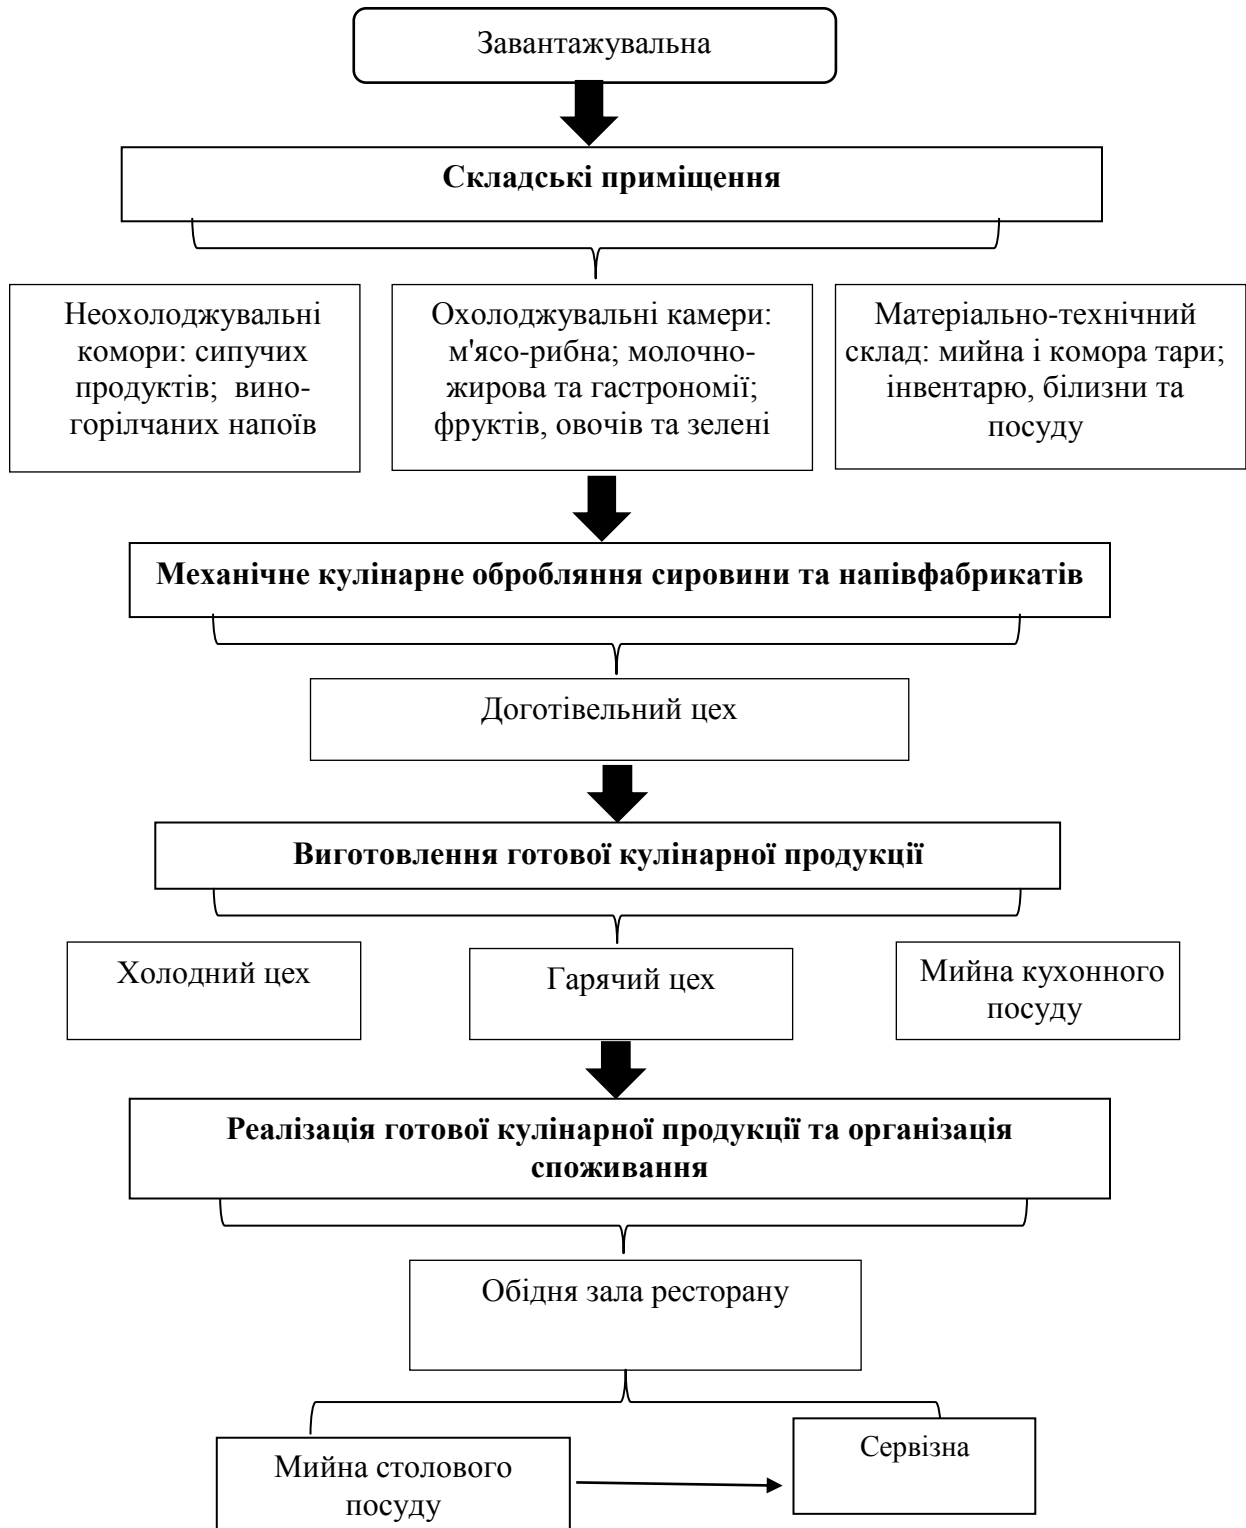 Завантажувальна
Складські приміщення
Неохолоджувальні
комори: сипучих
продуктів; вино-
горілчаних напоїв
Охолоджувальні камери:
м'ясо-рибна; молочно-
жирова та гастрономії;
фруктів, овочів та зелені
Матеріально-технічний
склад: мийна і комора тари;
інвентарю, білизни та
посуду
Механічне кулінарне обробляння сировини та напівфабрикатів
Доготівельний цех
Виготовлення готової кулінарної продукції
Холодний цех
Гарячий цех
Мийна кухонного
посуду
Реалізація готової кулінарної продукції та організація
споживання
Обідня зала ресторану
Мийна столового
посуду
Сервізна